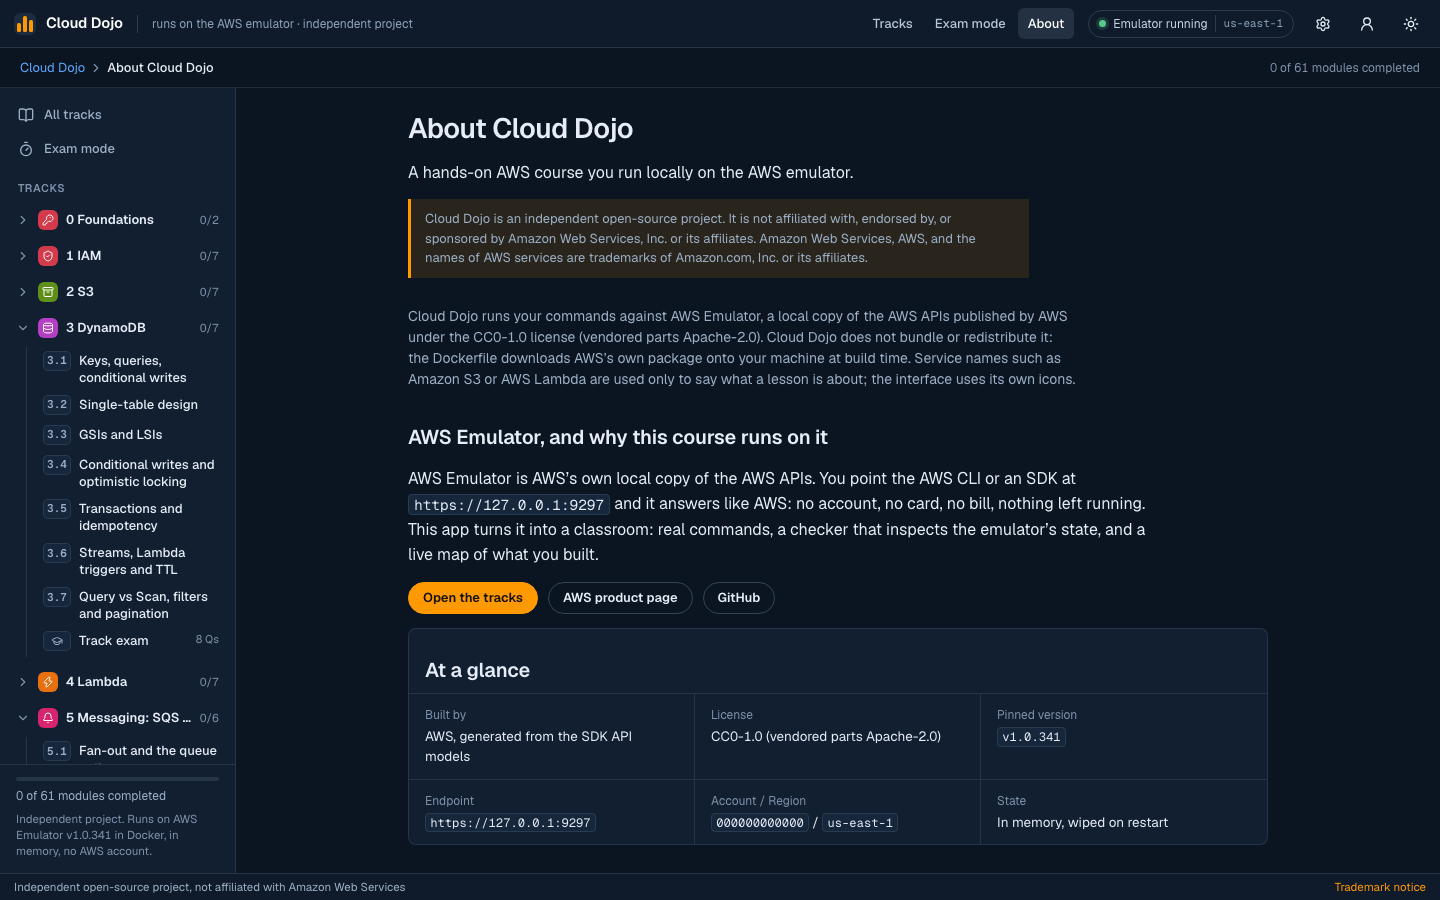 Cloud Dojo
runs on the AWS emulator · independent project
Tracks
Exam mode
About
Emulator running
us-east-1
Cloud Dojo
About Cloud Dojo
0 of 61 modules completed
All tracks
Exam mode
TRACKS
0 Foundations 0/2
1 IAM 0/7
2 S3 0/7
3 DynamoDB 0/7
3.1 Keys, queries,
conditional writes
3.2 Single-table design
3.3 GSIs and LSIs
3.4 Conditional writes and
optimistic locking
3.5 Transactions and
idempotency
3.6 Streams, Lambda
triggers and TTL
3.7 Query vs Scan, filters
and pagination
Track exam 8 Qs
4 Lambda 0/7
5 Messaging: SQS ... 0/6
5.1 Fan-out and the queue
0 of 61 modules completed
Independent project. Runs on AWS
Emulator v1.0.341 in Docker, in
memory, no AWS account.
About Cloud Dojo
A hands-on AWS course you run locally on the AWS emulator.
Cloud Dojo is an independent open-source project. It is not affiliated with, endorsed by, or
sponsored by Amazon Web Services, Inc. or its affiliates. Amazon Web Services, AWS, and the
names of AWS services are trademarks of Amazon.com, Inc. or its affiliates.
Cloud Dojo runs your commands against AWS Emulator, a local copy of the AWS APIs published by AWS
under the CC0-1.0 license (vendored parts Apache-2.0). Cloud Dojo does not bundle or redistribute it:
the Dockerfile downloads AWS’s own package onto your machine at build time. Service names such as
Amazon S3 or AWS Lambda are used only to say what a lesson is about; the interface uses its own icons.
AWS Emulator, and why this course runs on it
AWS Emulator is AWS’s own local copy of the AWS APIs. You point the AWS CLI or an SDK at
https://127.0.0.1:9297 and it answers like AWS: no account, no card, no bill, nothing left running.
This app turns it into a classroom: real commands, a checker that inspects the emulator’s state, and a
live map of what you built.
Open the tracks
AWS product page
GitHub
At a glance
Built by
AWS, generated from the SDK API
models
License
CC0-1.0 (vendored parts Apache-2.0)
Pinned version
v1.0.341
Endpoint
https://127.0.0.1:9297
Account / Region
000000000000 / us-east-1
State
In memory, wiped on restart
Independent open-source project, not affiliated with Amazon Web Services
Trademark notice